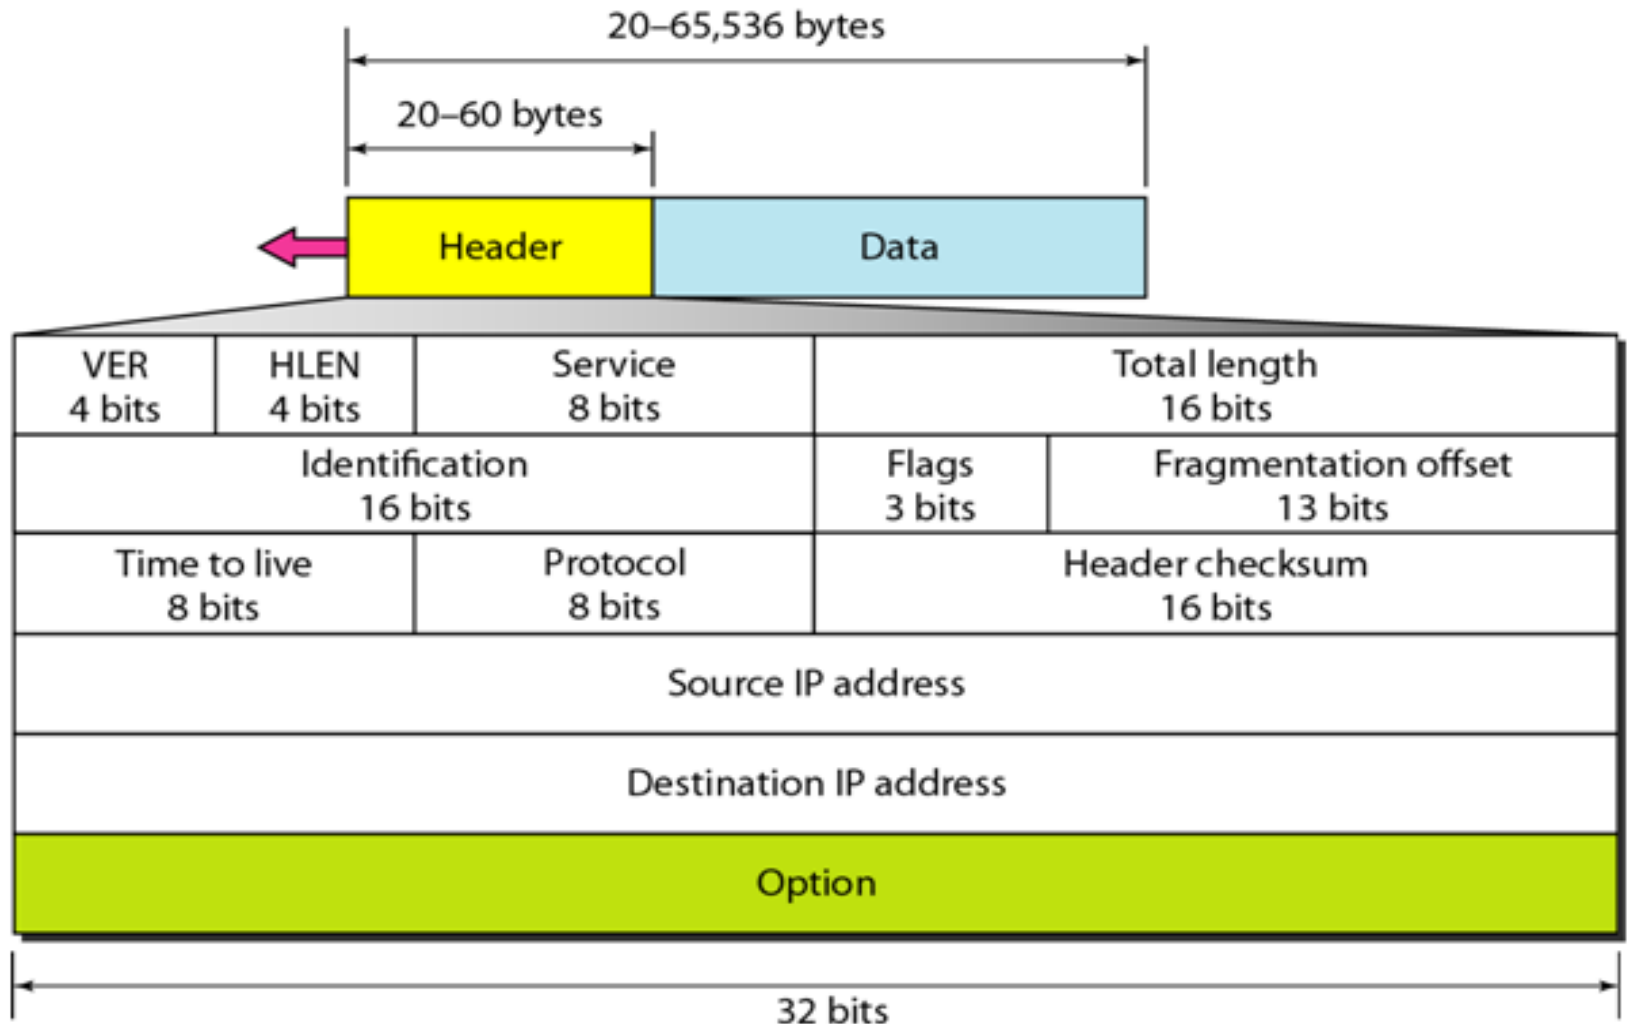 20–65,536 bytes
20–60 bytes
Header
Data
VER
4 bits
HLEN
4 bits
Service
8 bits
Total length
16 bits
Identification
16 bits
Flags
3 bits
Fragmentation offset
13 bits
Time to live
8 bits
Protocol
8 bits
Header checksum
16 bits
Source IP address
Destination IP address
Option
32 bits